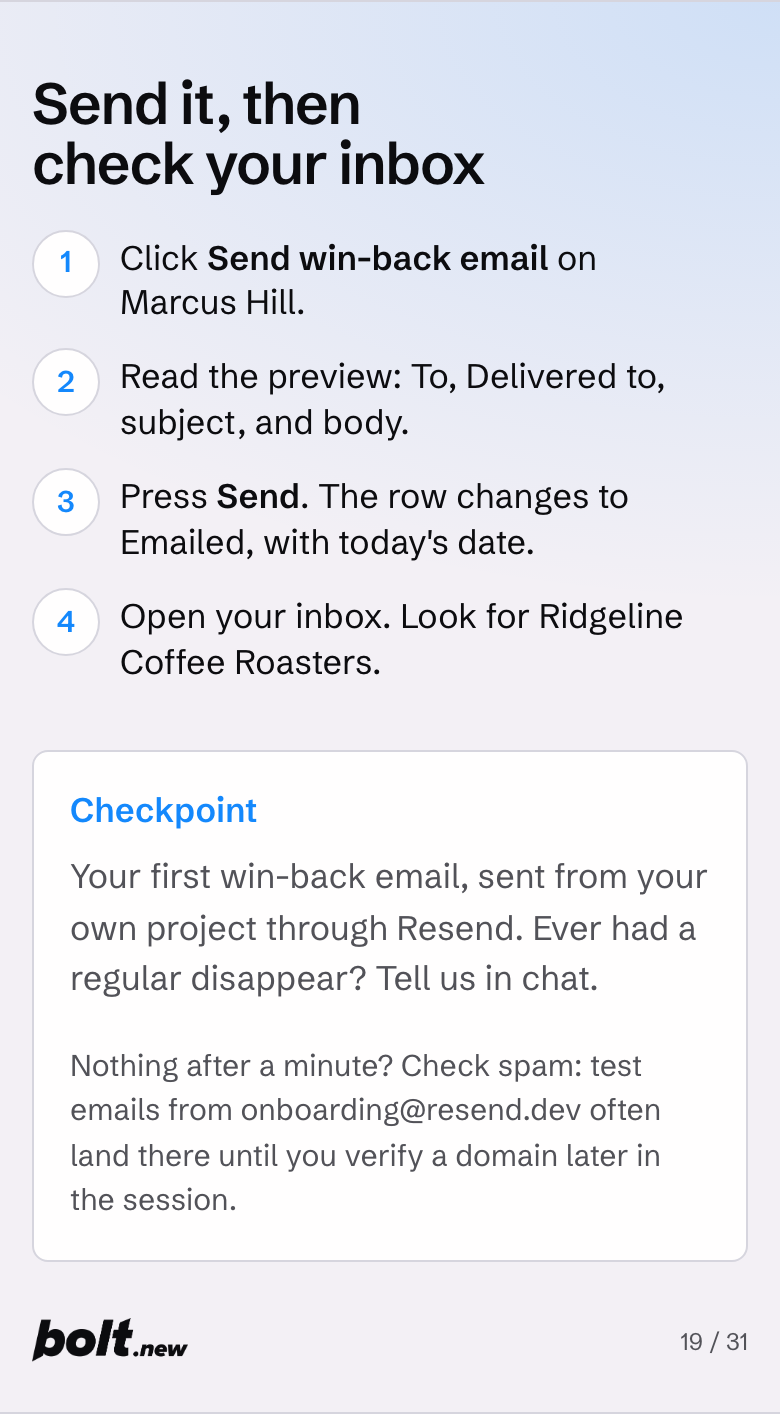 Send it, then
check your inbox
1
Click Send win-back email on
Marcus Hill.
2
Read the preview: To, Delivered to,
subject, and body.
3
Press Send. The row changes to
Emailed, with today's date.
4
Open your inbox. Look for Ridgeline
Coffee Roasters.
Checkpoint
Your first win-back email, sent from your
own project through Resend. Ever had a
regular disappear? Tell us in chat.
Nothing after a minute? Check spam: test
emails from onboarding@resend.dev often
land there until you verify a domain later in
the session.
bolt.new
19 / 31